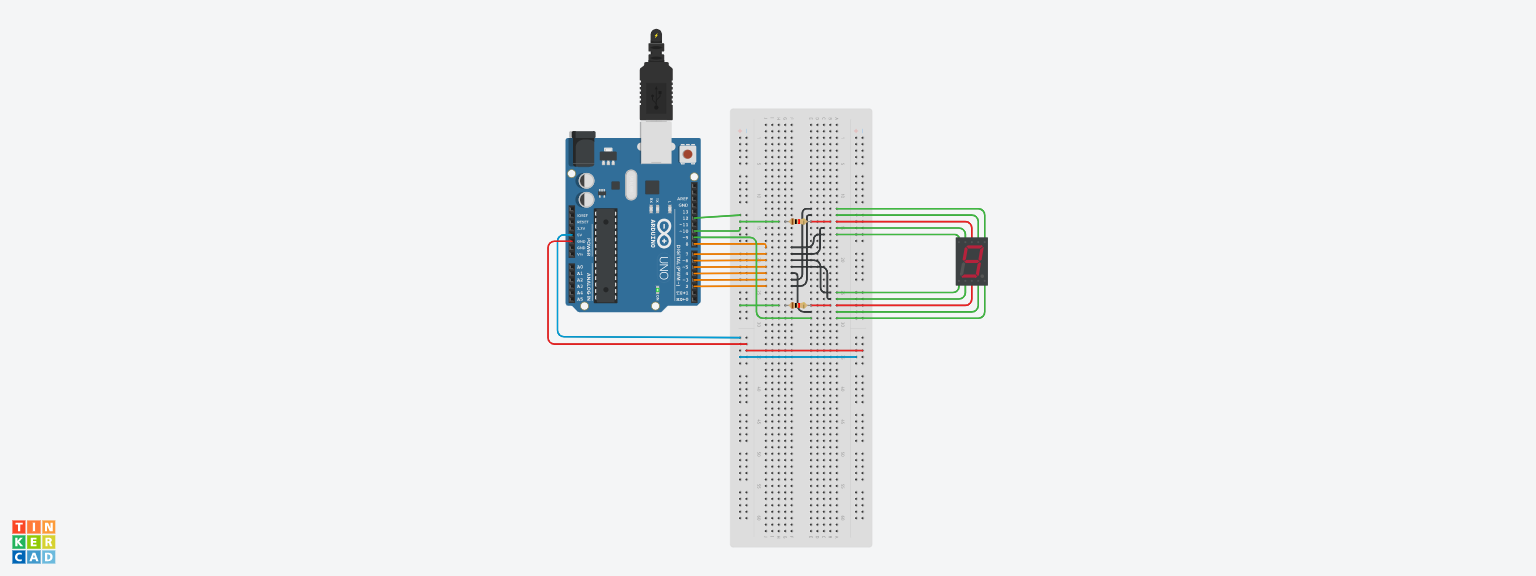 AREF
GND
13
12
~11
~10
~9
8
7
~6
~5
4
~3
2
TX→1
RX←0
DIGITAL (PWM~)
TX
RX
L
ARDUINO
UNO
ON
IOREF
RESET
3.3V
5V
GND
GND
Vin
POWER
A0
A1
A2
A3
A4
A5
ANALOG IN
9
TIN
KER
CAD